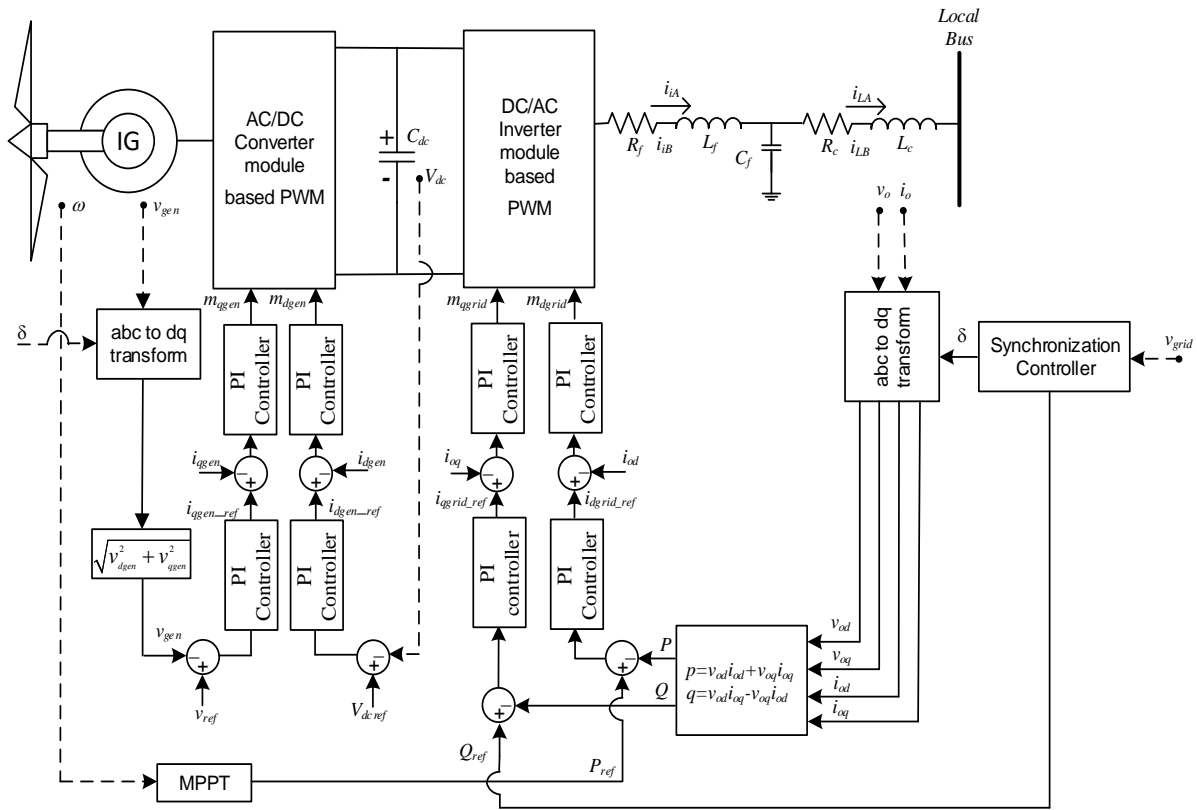 Local
Bus
IG
AC/DC
Converter
module
based PWM
+
C_dc
-
V_dc
DC/AC
Inverter
module
based
PWM
i_iA
R_f
i_iB
L_f
C_f
i_LA
R_c
i_LB
L_c
ω
v_gen
v_o
i_o
m_qgen
m_dgen
m_qgrid
m_dgrid
δ
abc to dq
transform
PI
Controller
PI
Controller
PI
Controller
PI
Controller
abc to dq
transform
δ
Synchronization
Controller
v_grid
i_qgen
i_dgen
i_oq
i_od
i_qgen_ref
i_dgen_ref
i_qgrid_ref
i_dgrid_ref
√v²_dgen + v²_qgen
PI
Controller
PI
Controller
PI
controller
PI
Controller
v_gen
v_ref
V_dc ref
P
Q
p=v_od i_od+v_oq i_oq
q=v_od i_oq-v_oq i_od
v_od
v_oq
i_od
i_oq
Q_ref
P_ref
MPPT